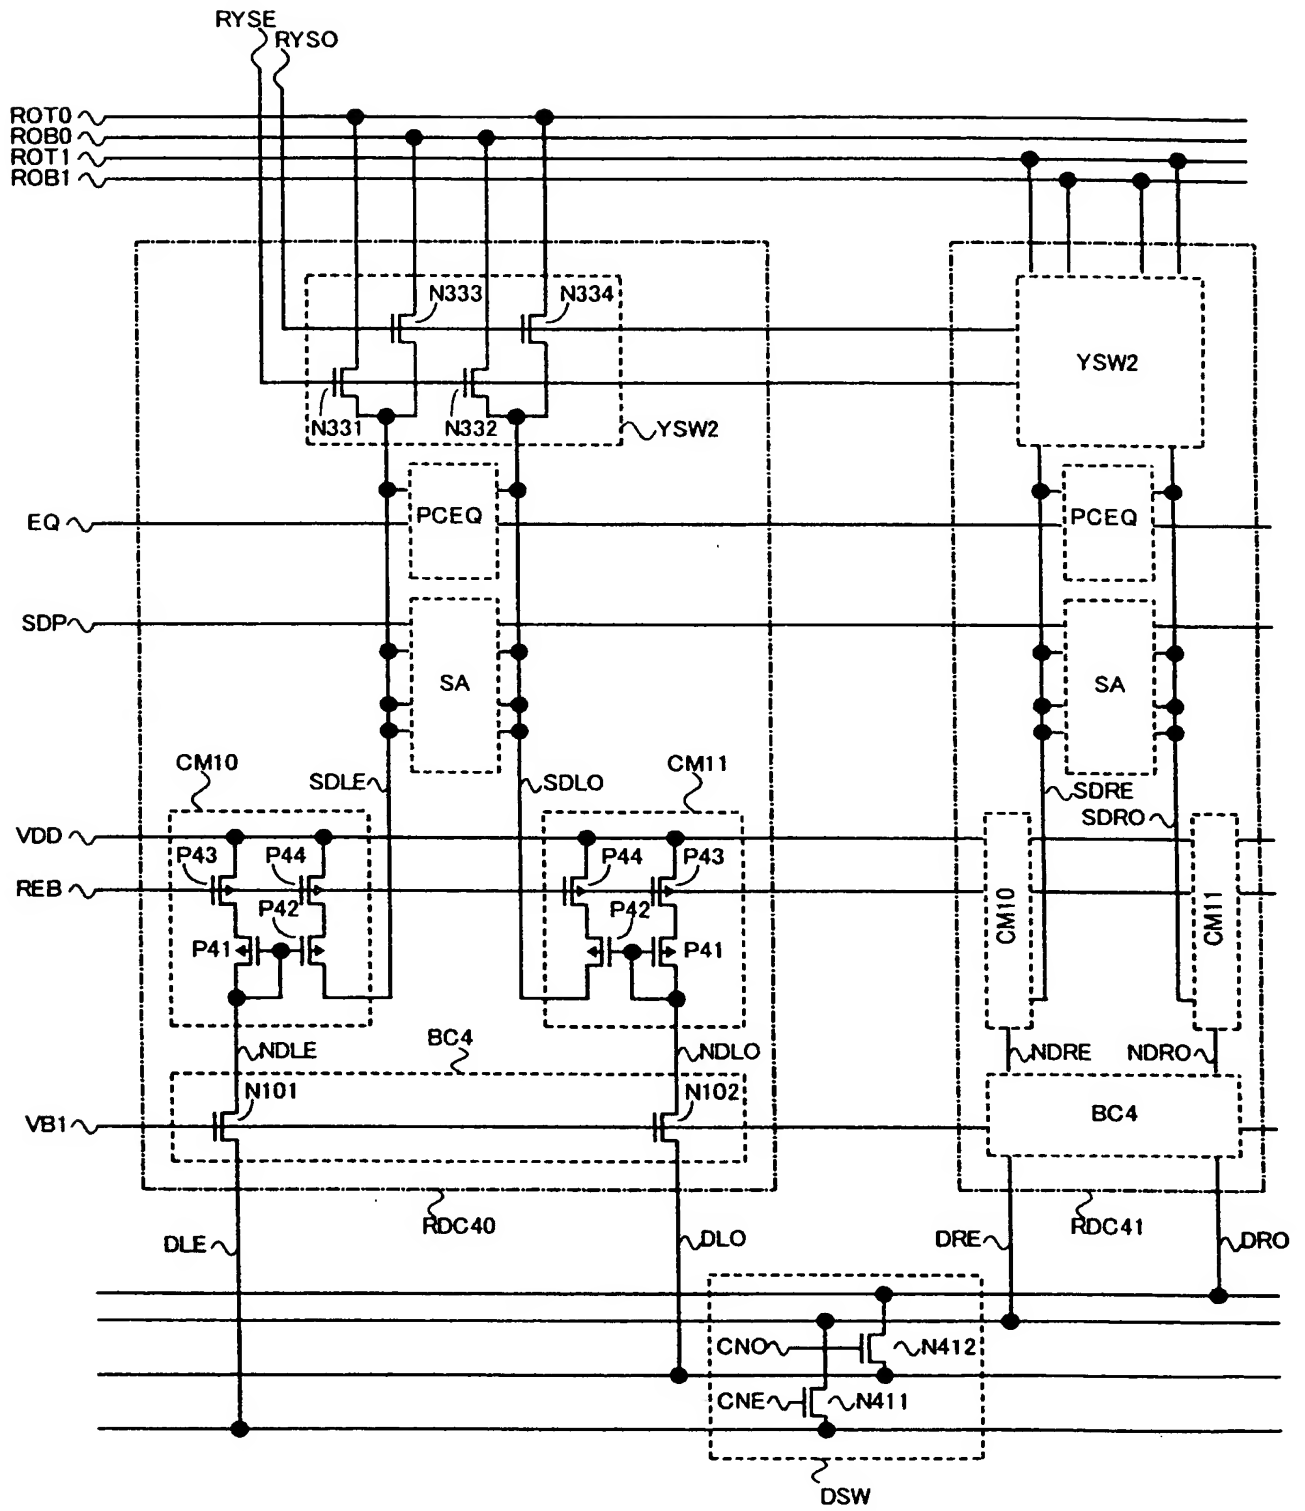 RYSE
RYSO
ROT0
ROB0
ROT1
ROB1
N333
N334
N331
N332
YSW2
YSW2
EQ
PCEQ
PCEQ
SDP
SA
SA
CM10
SDLE
SDLO
CM11
SDRE
SDRO
VDD
P43
P44
P44
P43
REB
P42
P42
P41
P41
CM10
CM11
NDLE
BC4
NDLO
NDRE
NDRO
N101
N102
VB1
BC4
RDC40
RDC41
DLE
DLO
DRE
DRO
CNO
N412
CNE
N411
DSW